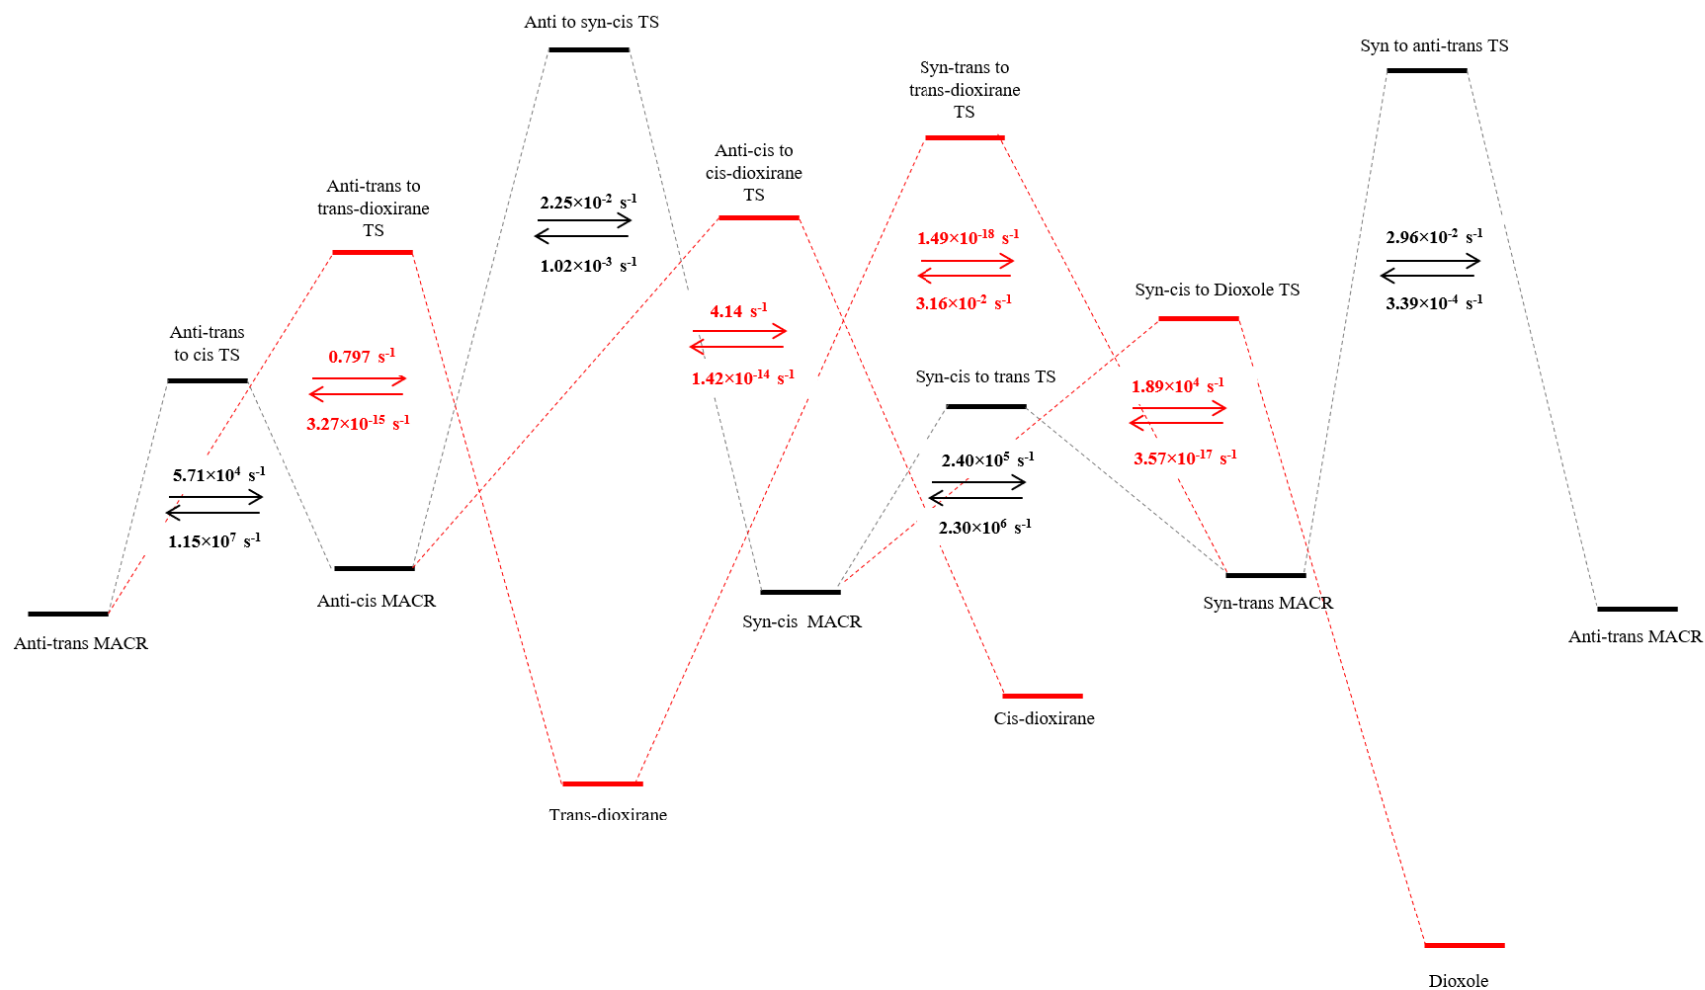 Anti to syn-cis TS
Syn to anti-trans TS
Syn-trans to
trans-dioxirane
TS
Anti-cis to
cis-dioxirane
TS
Anti-trans to
trans-dioxirane
TS
2.25×10⁻² s⁻¹
1.02×10⁻³ s⁻¹
1.49×10⁻¹⁸ s⁻¹
3.16×10⁻² s⁻¹
2.96×10⁻² s⁻¹
3.39×10⁻⁴ s⁻¹
Syn-cis to Dioxole TS
4.14 s⁻¹
1.42×10⁻¹⁴ s⁻¹
Anti-trans
to cis TS
0.797 s⁻¹
3.27×10⁻¹⁵ s⁻¹
Syn-cis to trans TS
1.89×10⁴ s⁻¹
3.57×10⁻¹⁷ s⁻¹
5.71×10⁴ s⁻¹
1.15×10⁷ s⁻¹
2.40×10⁵ s⁻¹
2.30×10⁶ s⁻¹
Anti-trans MACR
Anti-cis MACR
Syn-cis MACR
Syn-trans MACR
Anti-trans MACR
Cis-dioxirane
Trans-dioxirane
Dioxole